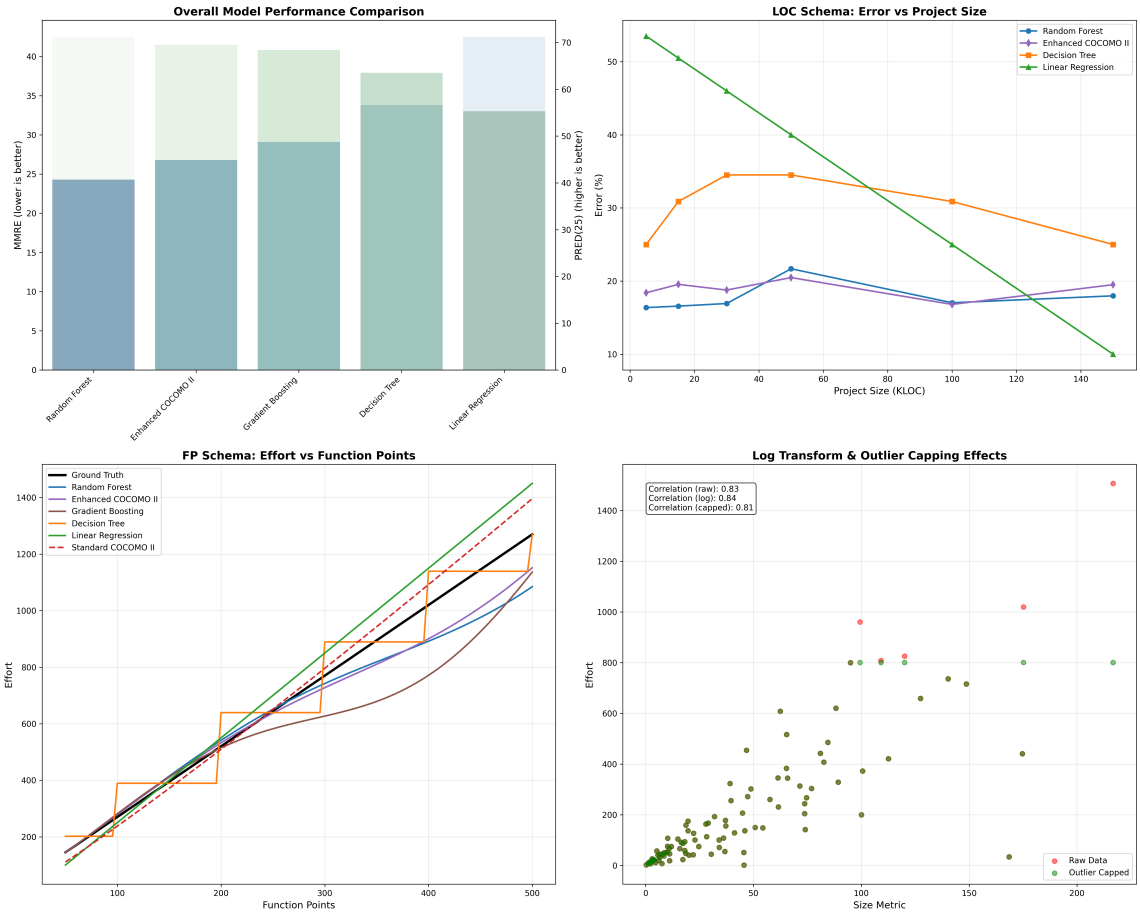 Overall Model Performance Comparison
MMRE (lower is better)
40
35
30
25
20
15
10
5
0
70
60
50
40
30
20
10
0
PRED(25) (higher is better)
Random Forest
Enhanced COCOMO II
Gradient Boosting
Decision Tree
Linear Regression
LOC Schema: Error vs Project Size
Random Forest
Enhanced COCOMO II
Decision Tree
Linear Regression
Error (%)
50
40
30
20
10
0 20 40 60 80 100 120 140
Project Size (KLOC)
FP Schema: Effort vs Function Points
Ground Truth
Random Forest
Enhanced COCOMO II
Gradient Boosting
Decision Tree
Linear Regression
Standard COCOMO II
Effort
1400
1200
1000
800
600
400
200
100 200 300 400 500
Function Points
Log Transform & Outlier Capping Effects
Correlation (raw): 0.83
Correlation (log): 0.84
Correlation (capped): 0.81
Effort
1400
1200
1000
800
600
400
200
0
0 50 100 150 200
Size Metric
Raw Data
Outlier Capped